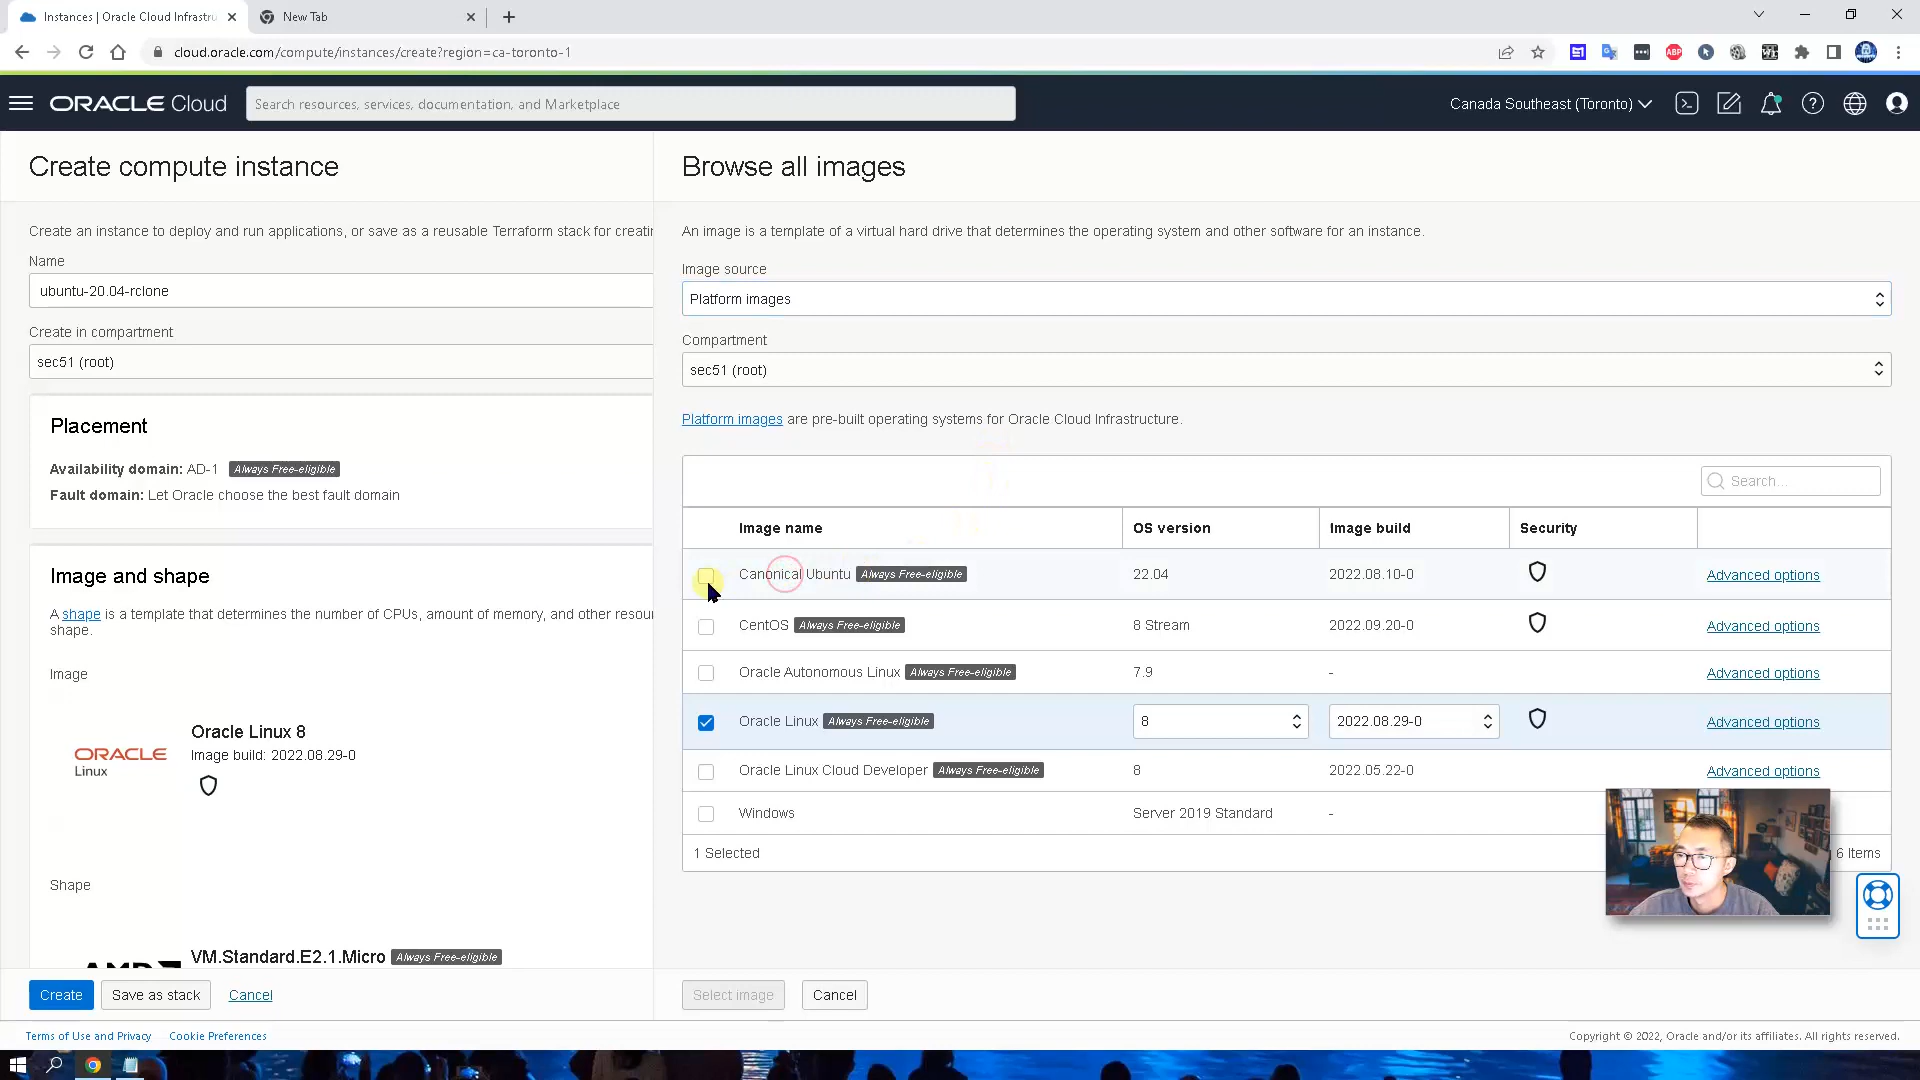 Instances | Oracle Cloud Infrastru
New Tab
cloud.oracle.com/compute/instances/create?region=ca-toronto-1
ABP
ORACLE Cloud
Search resources, services, documentation, and Marketplace
Canada Southeast (Toronto)
Create compute instance
Browse all images
Create an instance to deploy and run applications, or save as a reusable Terraform stack for creatin
An image is a template of a virtual hard drive that determines the operating system and other software for an instance.
Name
ubuntu-20.04-rclone
Image source
Platform images
Create in compartment
sec51 (root)
Compartment
sec51 (root)
Platform images are pre-built operating systems for Oracle Cloud Infrastructure.
Placement
Availability domain: AD-1 Always Free-eligible
Fault domain: Let Oracle choose the best fault domain
Search...
Image name OS version Image build Security
Canonical Ubuntu Always Free-eligible 22.04 2022.08.10-0 Advanced options
CentOS Always Free-eligible 8 Stream 2022.09.20-0 Advanced options
Oracle Autonomous Linux Always Free-eligible 7.9 - Advanced options
Oracle Linux Always Free-eligible 8 2022.08.29-0 Advanced options
Oracle Linux Cloud Developer Always Free-eligible 8 2022.05.22-0 Advanced options
Windows Server 2019 Standard -
1 Selected
6 Items
Image and shape
A shape is a template that determines the number of CPUs, amount of memory, and other resou
shape.
Image
ORACLE
Linux
Oracle Linux 8
Image build: 2022.08.29-0
Shape
AMD
VM.Standard.E2.1.Micro Always Free-eligible
Create Save as stack Cancel
Select image Cancel
Terms of Use and Privacy Cookie Preferences
Copyright © 2022, Oracle and/or its affiliates. All rights reserved.